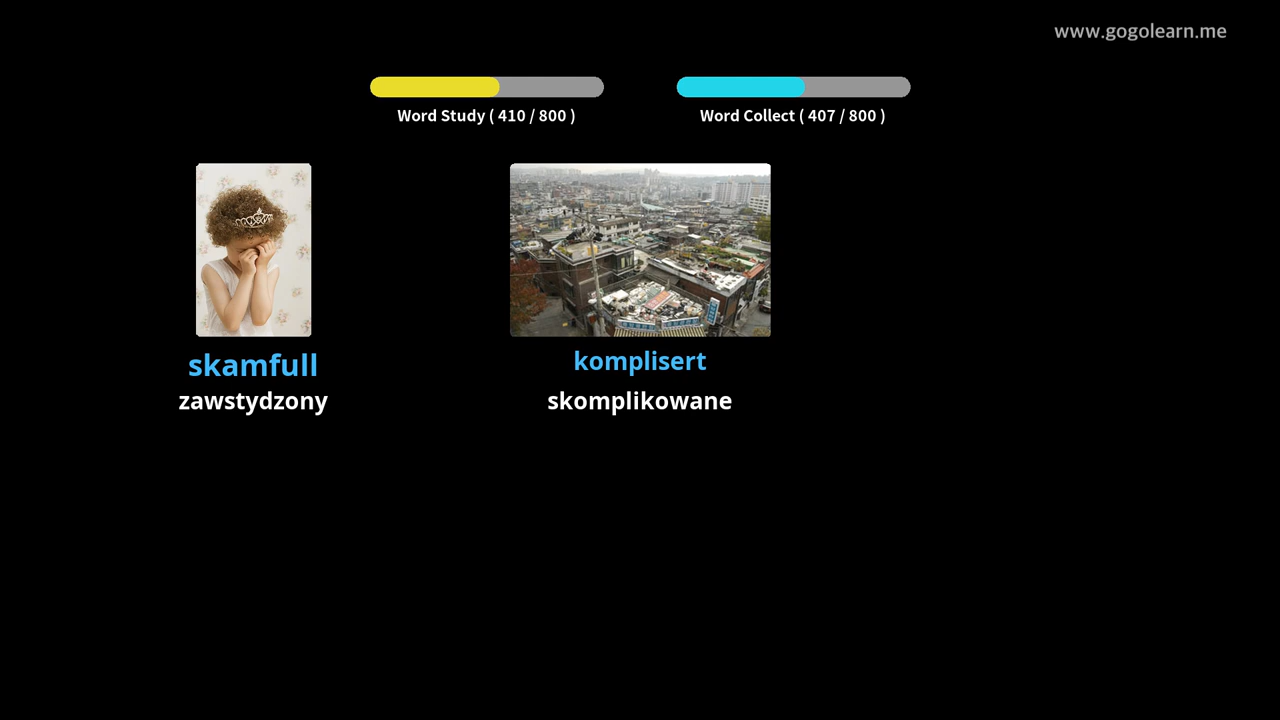 www.gogolearn.me
Word Study ( 410 / 800 )
Word Collect ( 407 / 800 )
skamfull
zawstydzony
komplisert
skomplikowane